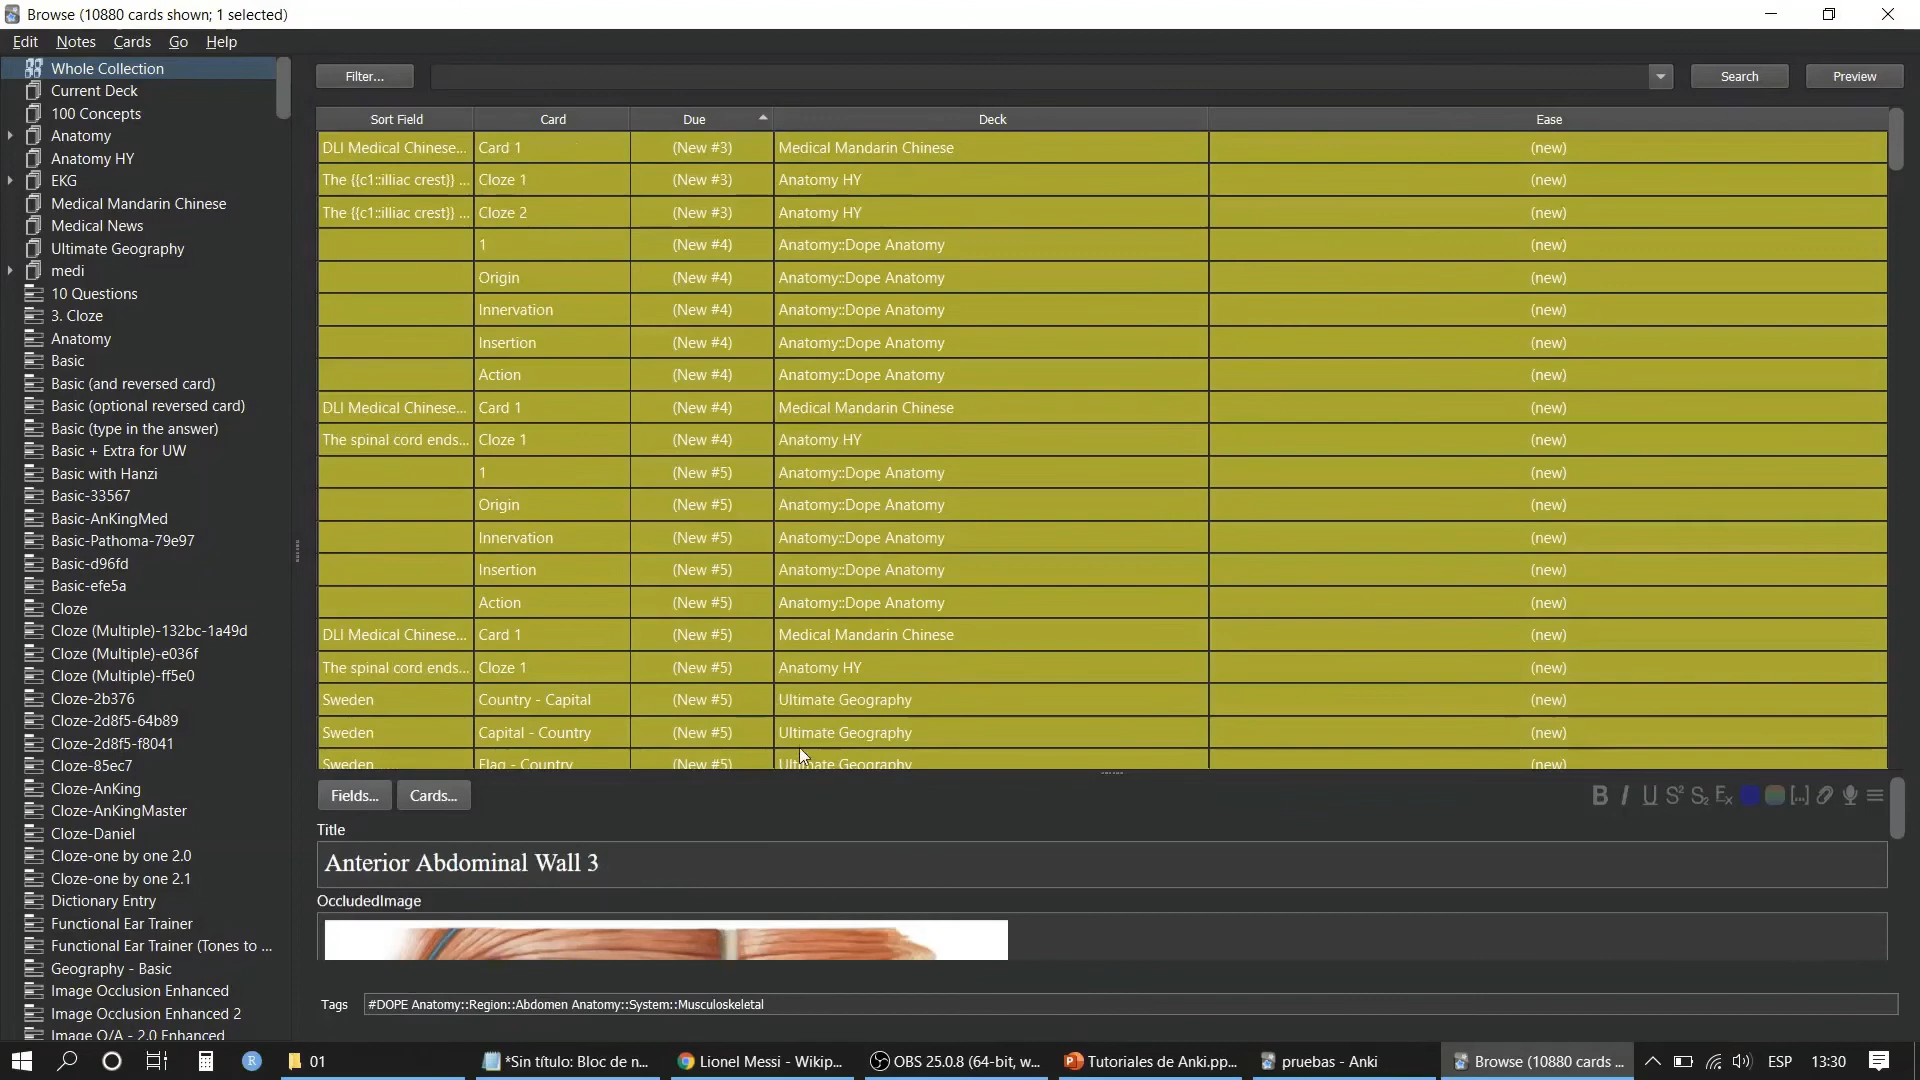 Browse (10880 cards shown; 1 selected)
Edit Notes Cards Go Help
Whole Collection
Current Deck
100 Concepts
Anatomy
Anatomy HY
EKG
Medical Mandarin Chinese
Medical News
Ultimate Geography
medi
10 Questions
3. Cloze
Anatomy
Basic
Basic (and reversed card)
Basic (optional reversed card)
Basic (type in the answer)
Basic + Extra for UW
Basic with Hanzi
Basic-33567
Basic-AnKingMed
Basic-Pathoma-79e97
Basic-d96fd
Basic-efe5a
Cloze
Cloze (Multiple)-132bc-1a49d
Cloze (Multiple)-e036f
Cloze (Multiple)-ff5e0
Cloze-2b376
Cloze-2d8f5-64b89
Cloze-2d8f5-f8041
Cloze-85ec7
Cloze-AnKing
Cloze-AnKingMaster
Cloze-Daniel
Cloze-one by one 2.0
Cloze-one by one 2.1
Dictionary Entry
Functional Ear Trainer
Functional Ear Trainer (Tones to ...
Geography - Basic
Image Occlusion Enhanced
Image Occlusion Enhanced 2
Image Q/A - 2.0 Enhanced
Filter... Search Preview
Sort Field Card Due Deck Ease
DLI Medical Chinese... Card 1 (New #3) Medical Mandarin Chinese (new)
The {{c1::illiac crest}} ... Cloze 1 (New #3) Anatomy HY (new)
The {{c1::illiac crest}} ... Cloze 2 (New #3) Anatomy HY (new)
1 (New #4) Anatomy::Dope Anatomy (new)
Origin (New #4) Anatomy::Dope Anatomy (new)
Innervation (New #4) Anatomy::Dope Anatomy (new)
Insertion (New #4) Anatomy::Dope Anatomy (new)
Action (New #4) Anatomy::Dope Anatomy (new)
DLI Medical Chinese... Card 1 (New #4) Medical Mandarin Chinese (new)
The spinal cord ends... Cloze 1 (New #4) Anatomy HY (new)
1 (New #5) Anatomy::Dope Anatomy (new)
Origin (New #5) Anatomy::Dope Anatomy (new)
Innervation (New #5) Anatomy::Dope Anatomy (new)
Insertion (New #5) Anatomy::Dope Anatomy (new)
Action (New #5) Anatomy::Dope Anatomy (new)
DLI Medical Chinese... Card 1 (New #5) Medical Mandarin Chinese (new)
The spinal cord ends... Cloze 1 (New #5) Anatomy HY (new)
Sweden Country - Capital (New #5) Ultimate Geography (new)
Sweden Capital - Country (New #5) Ultimate Geography (new)
Sweden Flag - Country (New #5) Ultimate Geography (new)
Fields... Cards... B I U S² S₂ Ex [...]
Title
Anterior Abdominal Wall 3
OccludedImage
Tags #DOPE Anatomy::Region::Abdomen Anatomy::System::Musculoskeletal
R 01 *Sin título: Bloc de n... Lionel Messi - Wikip... OBS 25.0.8 (64-bit, w... Tutoriales de Anki.pp... pruebas - Anki Browse (10880 cards ... ESP 13:30